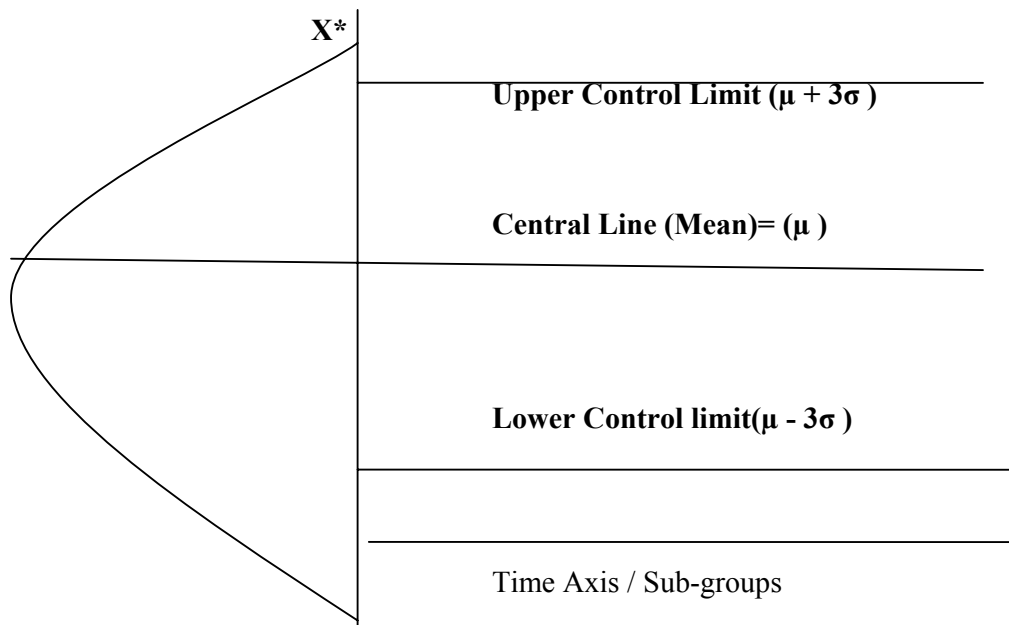 X*
Upper Control Limit (μ + 3σ )
Central Line (Mean)= (μ )
Lower Control limit(μ - 3σ )
Time Axis / Sub-groups